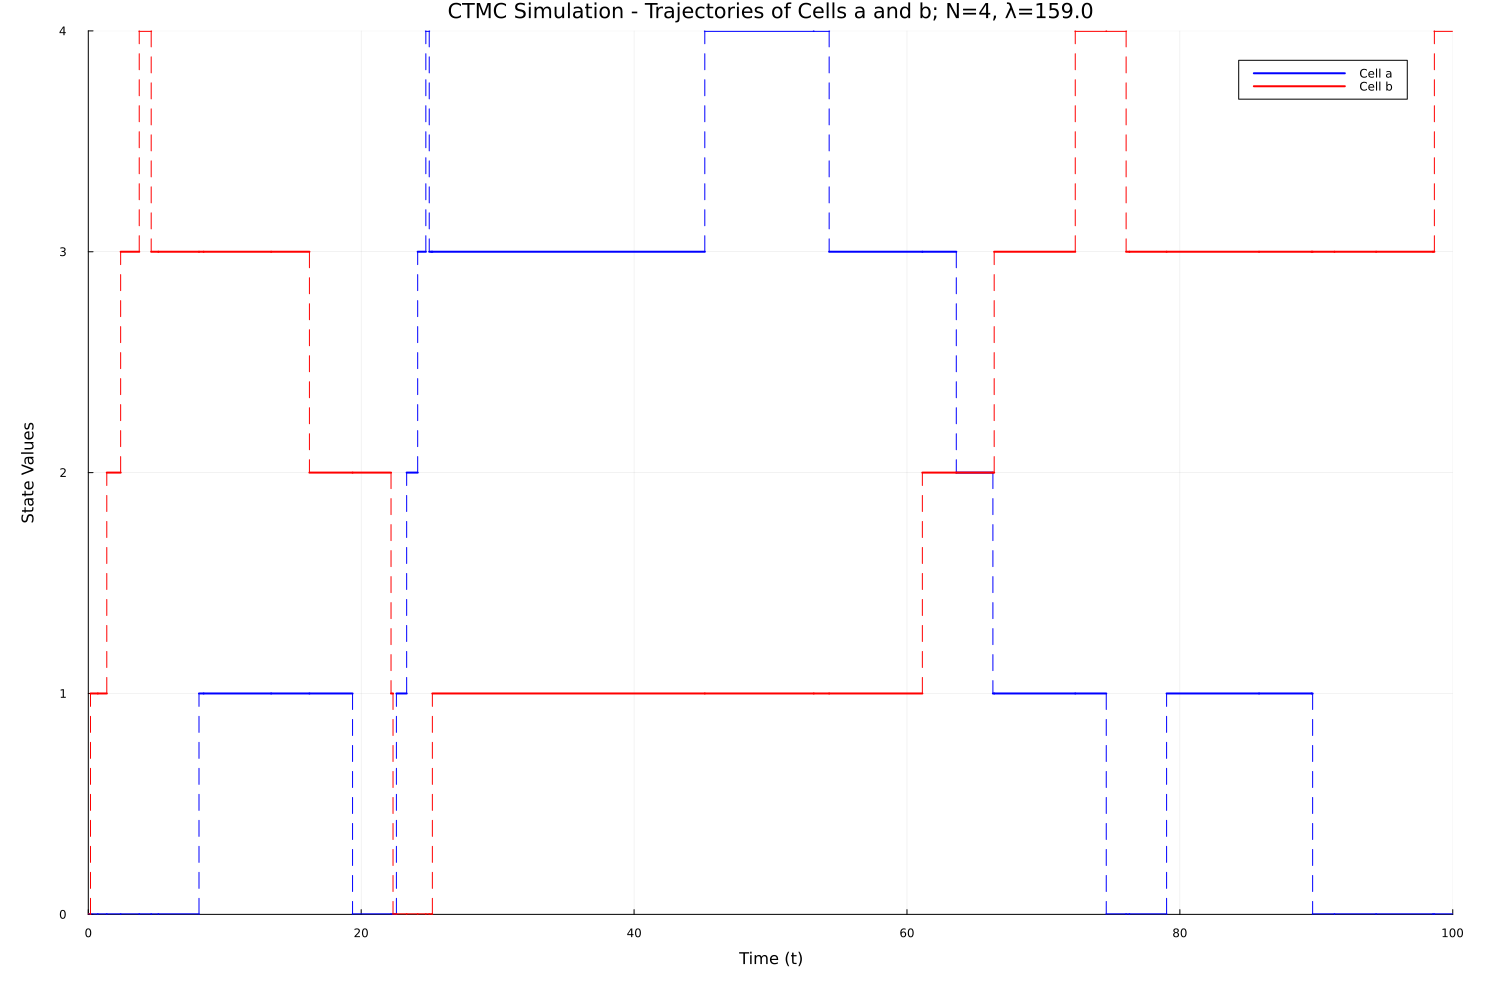 CTMC Simulation - Trajectories of Cells a and b; N=4, λ=159.0
4
3
2
1
0
State Values
Cell a
Cell b
0 20 40 60 80 100
Time (t)